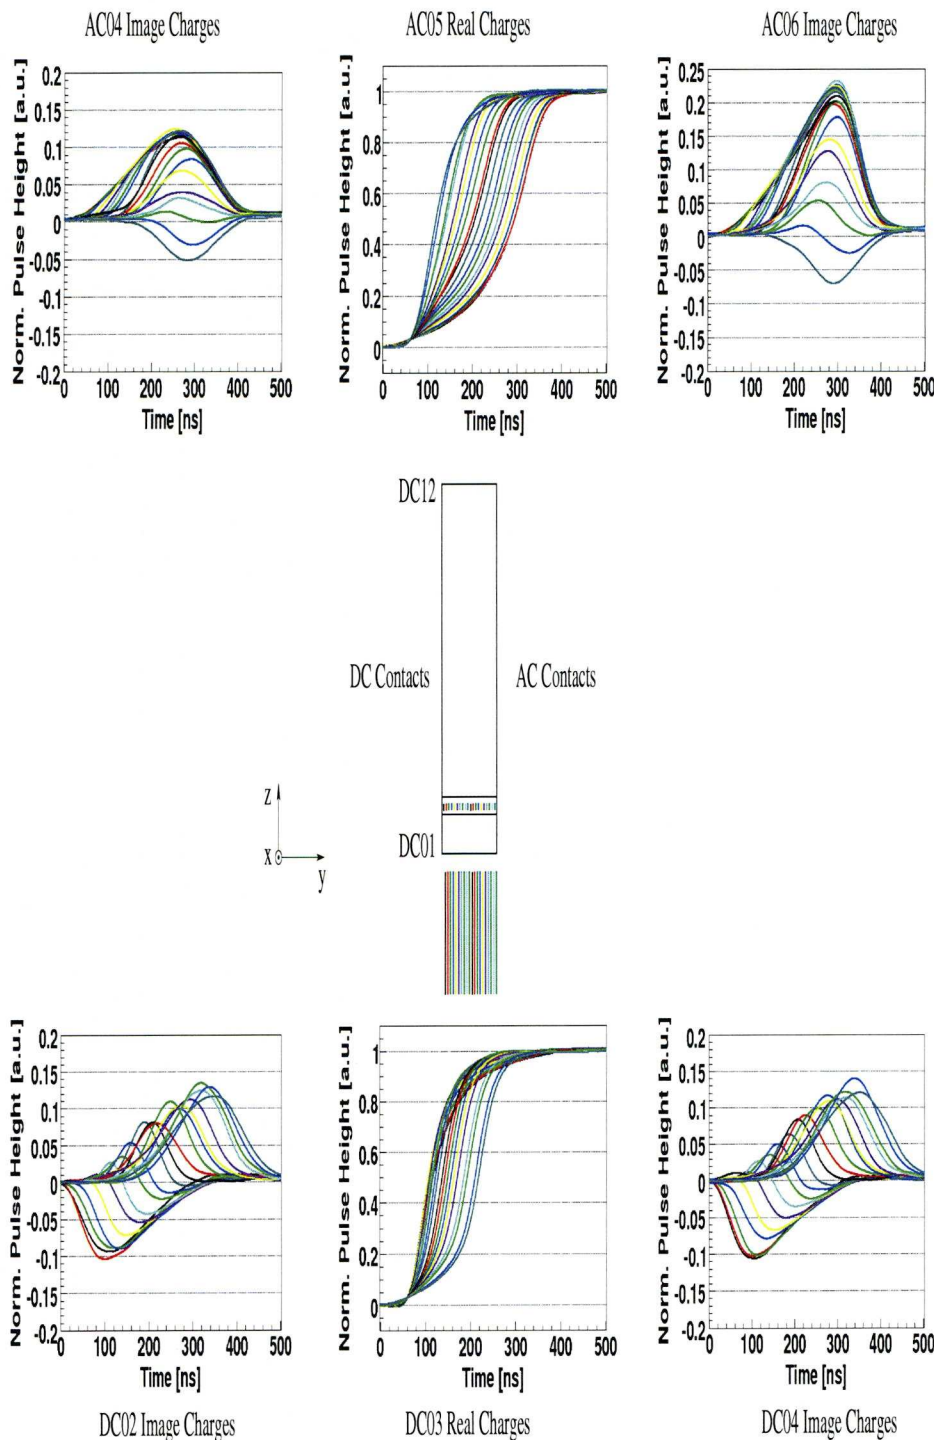 AC04 Image Charges
AC05 Real Charges
AC06 Image Charges
Norm. Pulse Height [a.u.]
0.2
0.15
0.1
0.05
0
-0.05
-0.1
-0.15
-0.2
0 100 200 300 400 500
Time [ns]
Norm. Pulse Height [a.u.]
1
0.8
0.6
0.4
0.2
0
0 100 200 300 400 500
Time [ns]
Norm. Pulse Height [a.u.]
0.25
0.2
0.15
0.1
0.05
0
-0.05
-0.1
-0.15
-0.2
0 100 200 300 400 500
Time [ns]
DC12
DC Contacts
AC Contacts
z
x
y
DC01
Norm. Pulse Height [a.u.]
0.2
0.15
0.1
0.05
0
-0.05
-0.1
-0.15
-0.2
0 100 200 300 400 500
Time [ns]
Norm. Pulse Height [a.u.]
1
0.8
0.6
0.4
0.2
0
0 100 200 300 400 500
Time [ns]
Norm. Pulse Height [a.u.]
0.2
0.15
0.1
0.05
0
-0.05
-0.1
-0.15
-0.2
0 100 200 300 400 500
Time [ns]
DC02 Image Charges
DC03 Real Charges
DC04 Image Charges